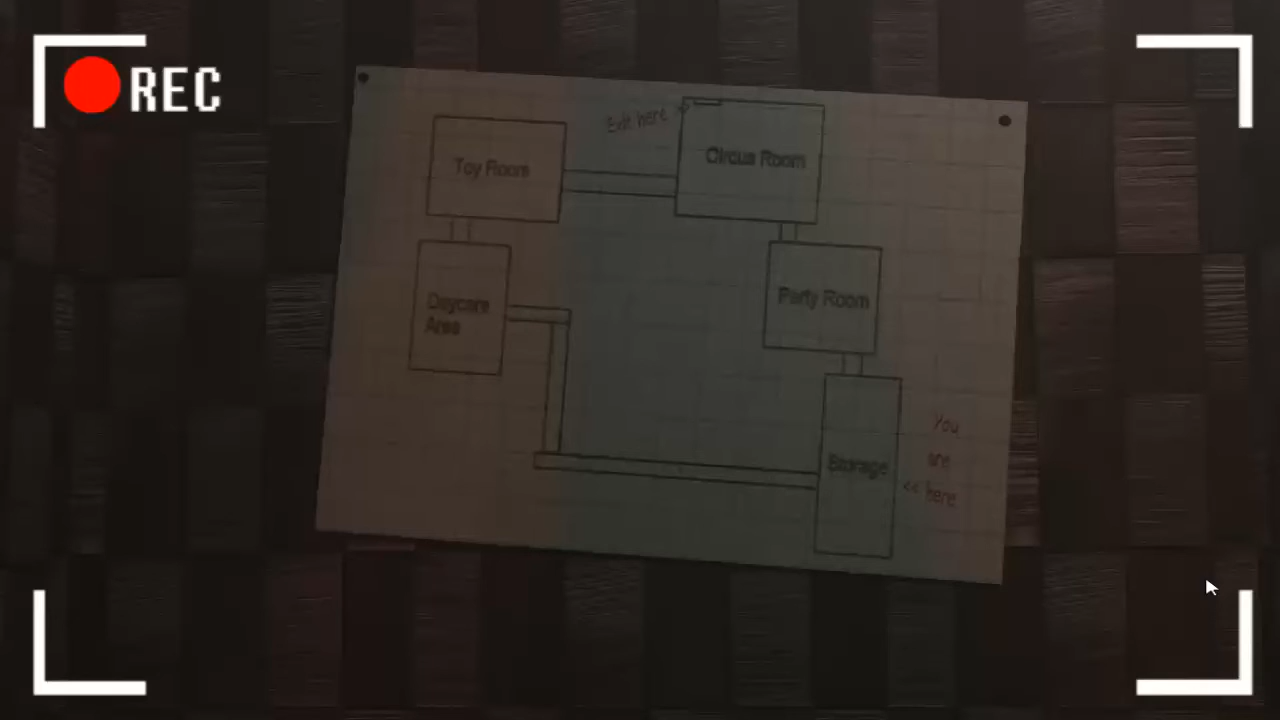 REC
Exit here ->
Toy Room
Circus Room
Daycare
Area
Party Room
You
are
<< here
Storage